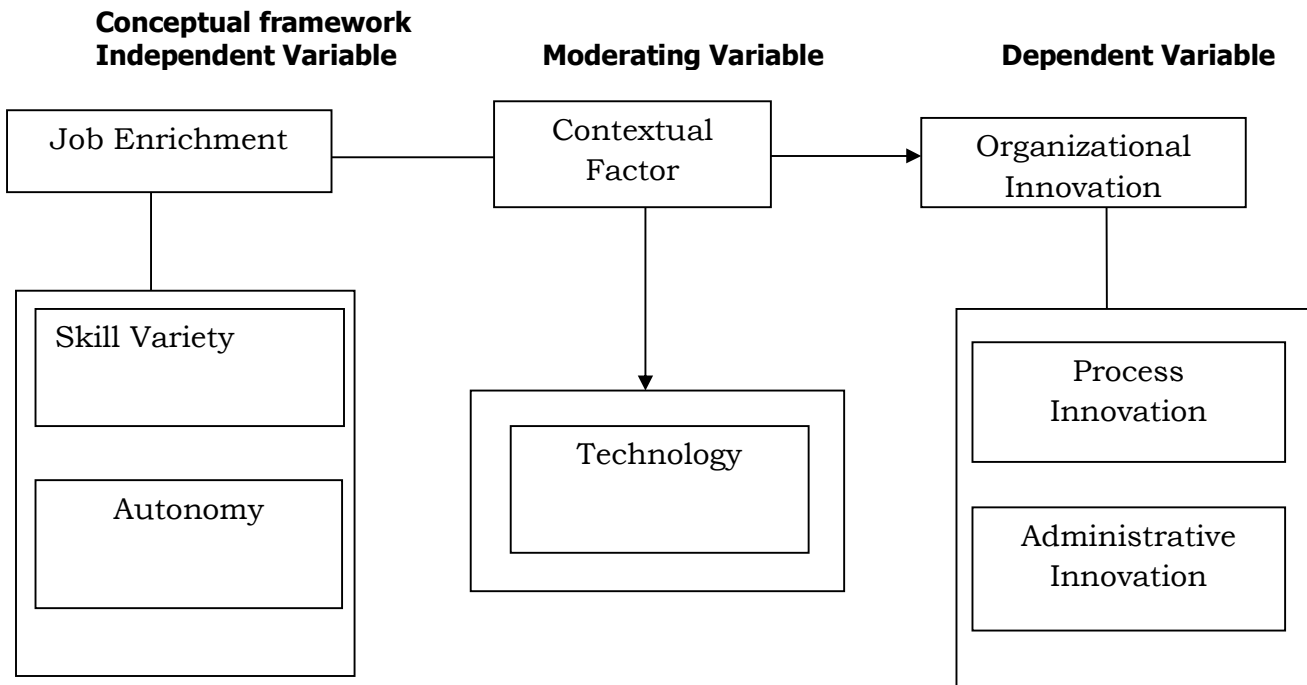 Conceptual framework
Independent Variable
Moderating Variable
Dependent Variable
Job Enrichment
Contextual
Factor
Organizational
Innovation
Skill Variety
Autonomy
Technology
Process
Innovation
Administrative
Innovation